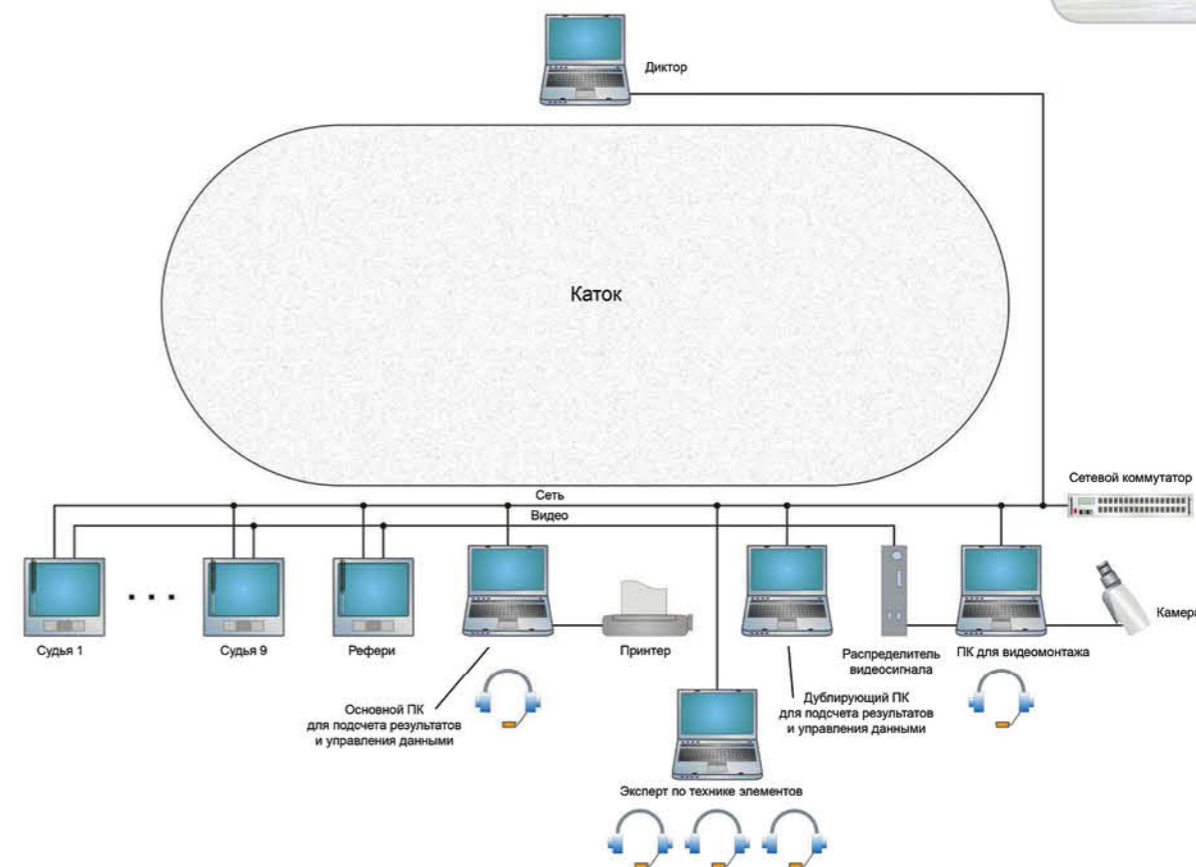 Диктор
Каток
Сетевой коммутатор
Сеть
Видео
Камера
Судья 1
Судья 9
Рефери
Принтер
Распределитель
видеосигнала
ПК для видеомонтажа
Основной ПК
для подсчета результатов
и управления данными
Дублирующий ПК
для подсчета результатов
и управления данными
Эксперт по технике элементов